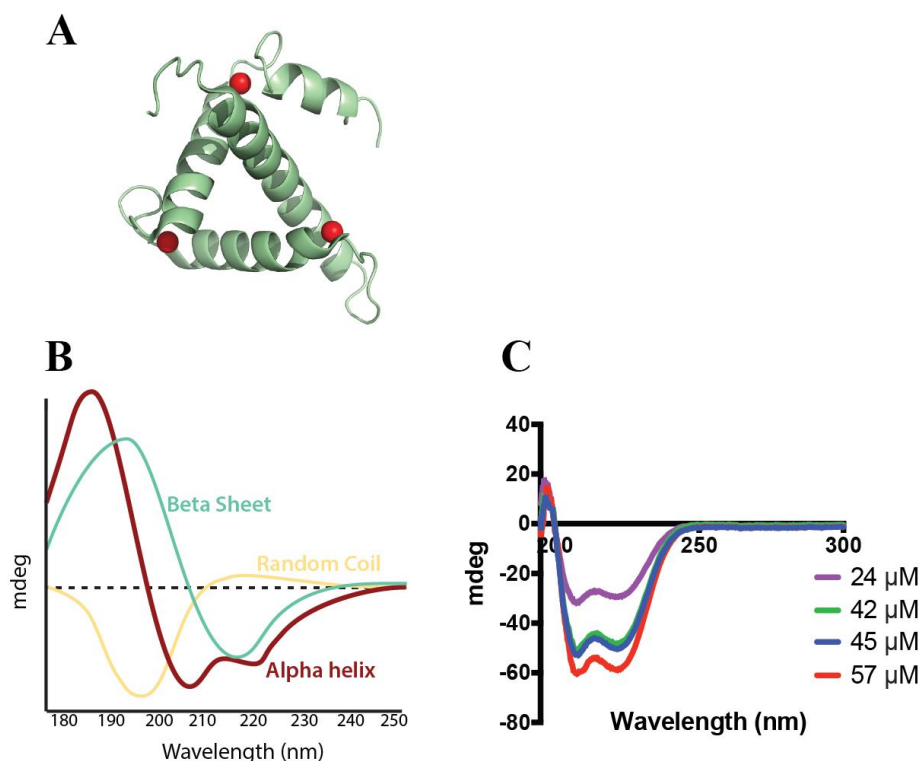 A
B
mdeg
Beta Sheet
Random Coil
Alpha helix
180 190 200 210 220 230 240 250
Wavelength (nm)
C
mdeg
40
20
0
-20
-40
-60
-80
200 250 300
24 µM
42 µM
45 µM
57 µM
Wavelength (nm)